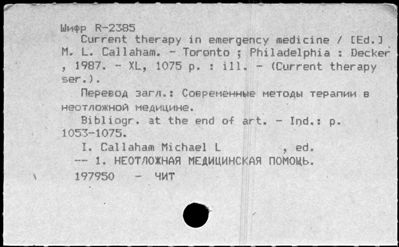 Шифр R-2385
Current therapy in emergency medicine / [Ed.]
M. L. Callaham. - Toronto ; Philadelphia : Decker
, 1987. - XL, 1075 p. : ill. - (Current therapy
ser.).
Перевод загл.: Современные методы терапии в
неотложной медицине.
Bibliogr. at the end of art. - Ind.: p.
1053-1075.
I. Callaham Michael L , ed.
-- 1. НЕОТЛОЖНАЯ МЕДИЦИНСКАЯ ПОМОЩЬ.
197950 - ЧИТ